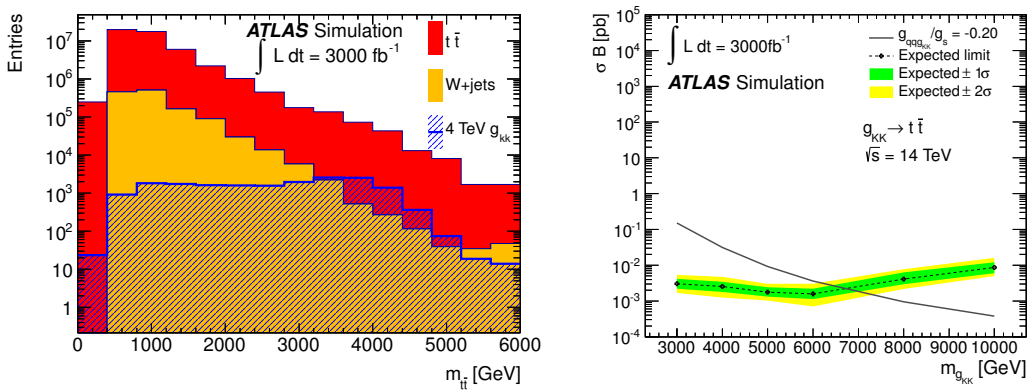 Entries
10⁷
10⁶
10⁵
10⁴
10³
10²
10
1
ATLAS Simulation
∫ L dt = 3000 fb⁻¹
t t̄
W+jets
4 TeV g_KK
0 1000 2000 3000 4000 5000 6000
m_tt̄ [GeV]
σ B [pb]
10⁵
10⁴
10³
10²
10
1
10⁻¹
10⁻²
10⁻³
10⁻⁴
∫ L dt = 3000fb⁻¹
ATLAS Simulation
g_qqg_KK/g_s = -0.20
Expected limit
Expected ± 1σ
Expected ± 2σ
g_KK → t t̄
√s = 14 TeV
3000 4000 5000 6000 7000 8000 9000 10000
m_g_KK [GeV]